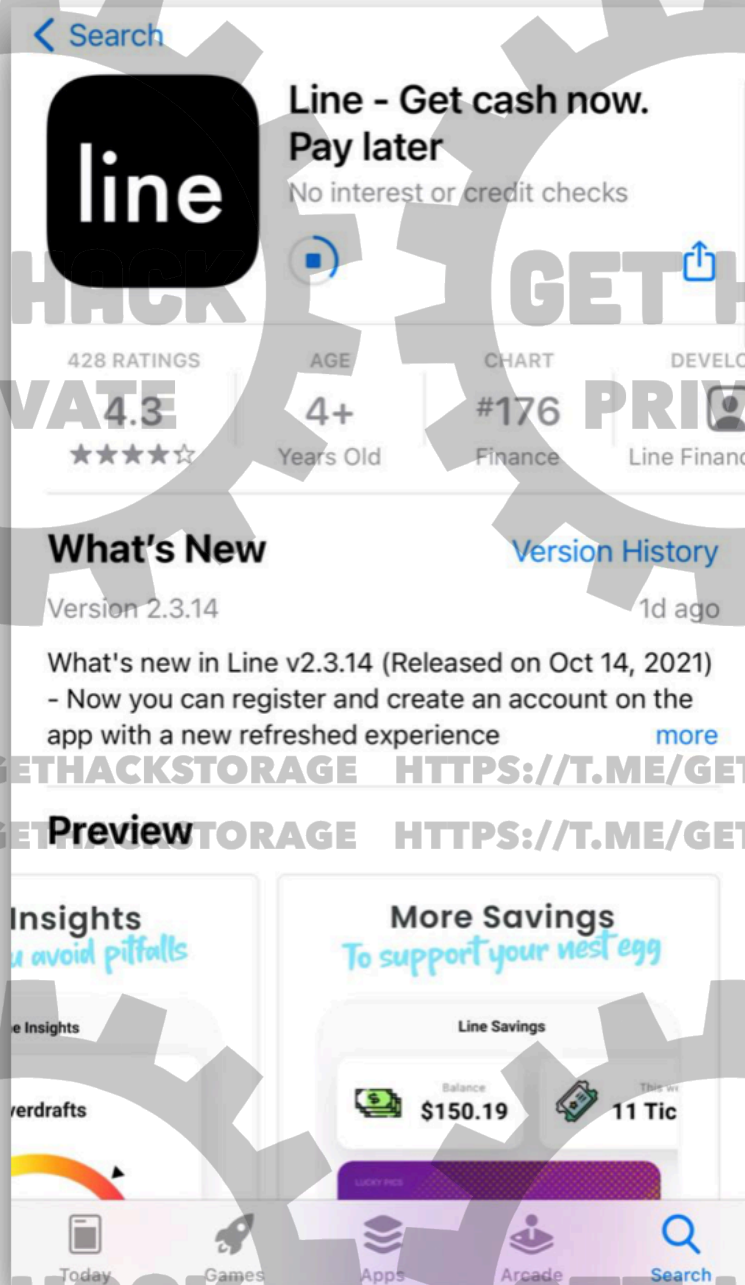 Search
line
Line - Get cash now.
Pay later
No interest or credit checks
HACK
GET H
428 RATINGS
AGE
CHART
DEVELO
4.3
4+
#176
VATE
PRIV
★★★★☆
Years Old
Finance
Line Financ
What's New
Version History
Version 2.3.14
1d ago
What's new in Line v2.3.14 (Released on Oct 14, 2021)
- Now you can register and create an account on the
app with a new refreshed experience
more
GETHACKSTORAGE HTTPS://T.ME/GET
Preview
HTTPS://T.ME/GET
Insights
u avoid pitfalls
More Savings
To support your nest egg
e Insights
Line Savings
verdrafts
Balance
$150.19
This we
11 Tic
LUCKY PICS
Today
Games
Apps
Arcade
Search